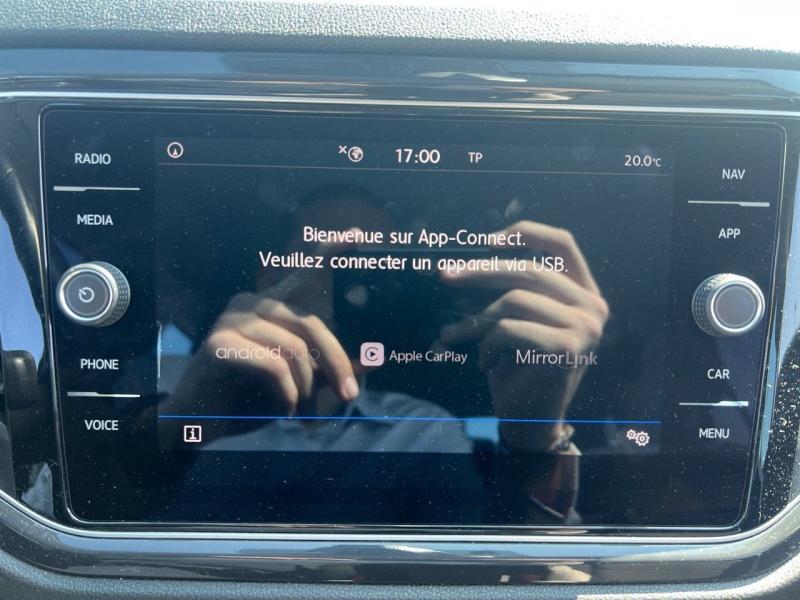 RADIO
MEDIA
PHONE
VOICE
17:00 TP 20.0°C
Bienvenue sur App-Connect.
Veuillez connecter un appareil via USB.
androidauto Apple CarPlay MirrorLink
i
NAV
APP
CAR
MENU